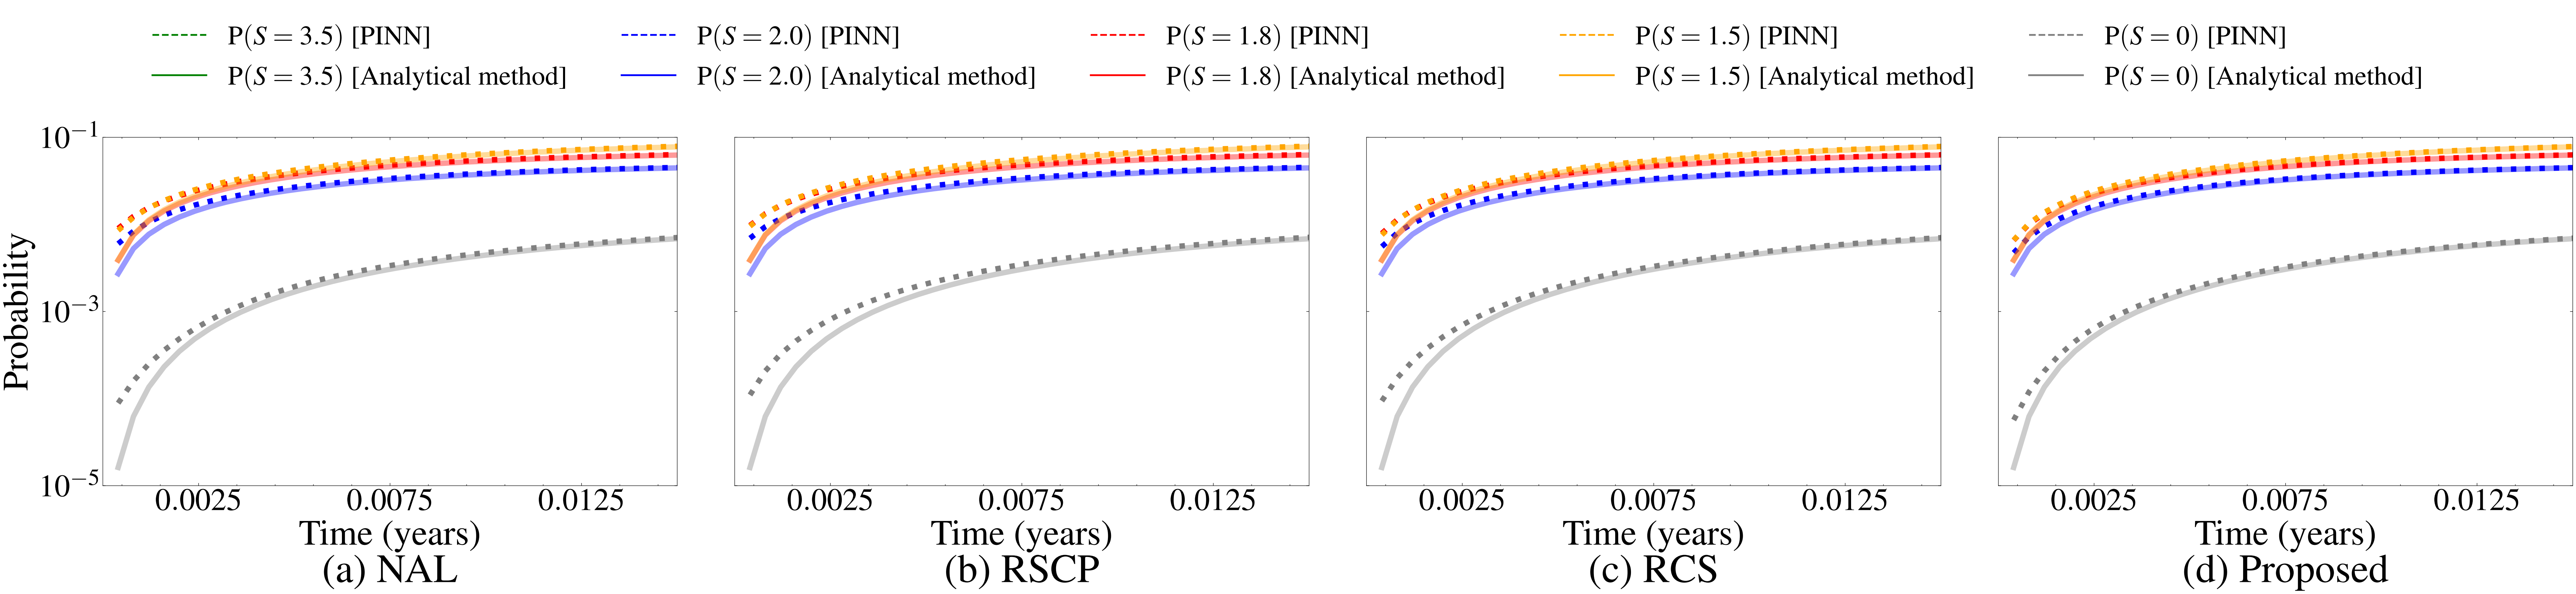 P(S = 3.5) [PINN] P(S = 2.0) [PINN] P(S = 1.8) [PINN] P(S = 1.5) [PINN] P(S = 0) [PINN]
P(S = 3.5) [Analytical method] P(S = 2.0) [Analytical method] P(S = 1.8) [Analytical method] P(S = 1.5) [Analytical method] P(S = 0) [Analytical method]
10⁻¹
10⁻³
10⁻⁵
Probability
0.0025 0.0075 0.0125 0.0025 0.0075 0.0125 0.0025 0.0075 0.0125 0.0025 0.0075 0.0125
Time (years) Time (years) Time (years) Time (years)
(a) NAL (b) RSCP (c) RCS (d) Proposed